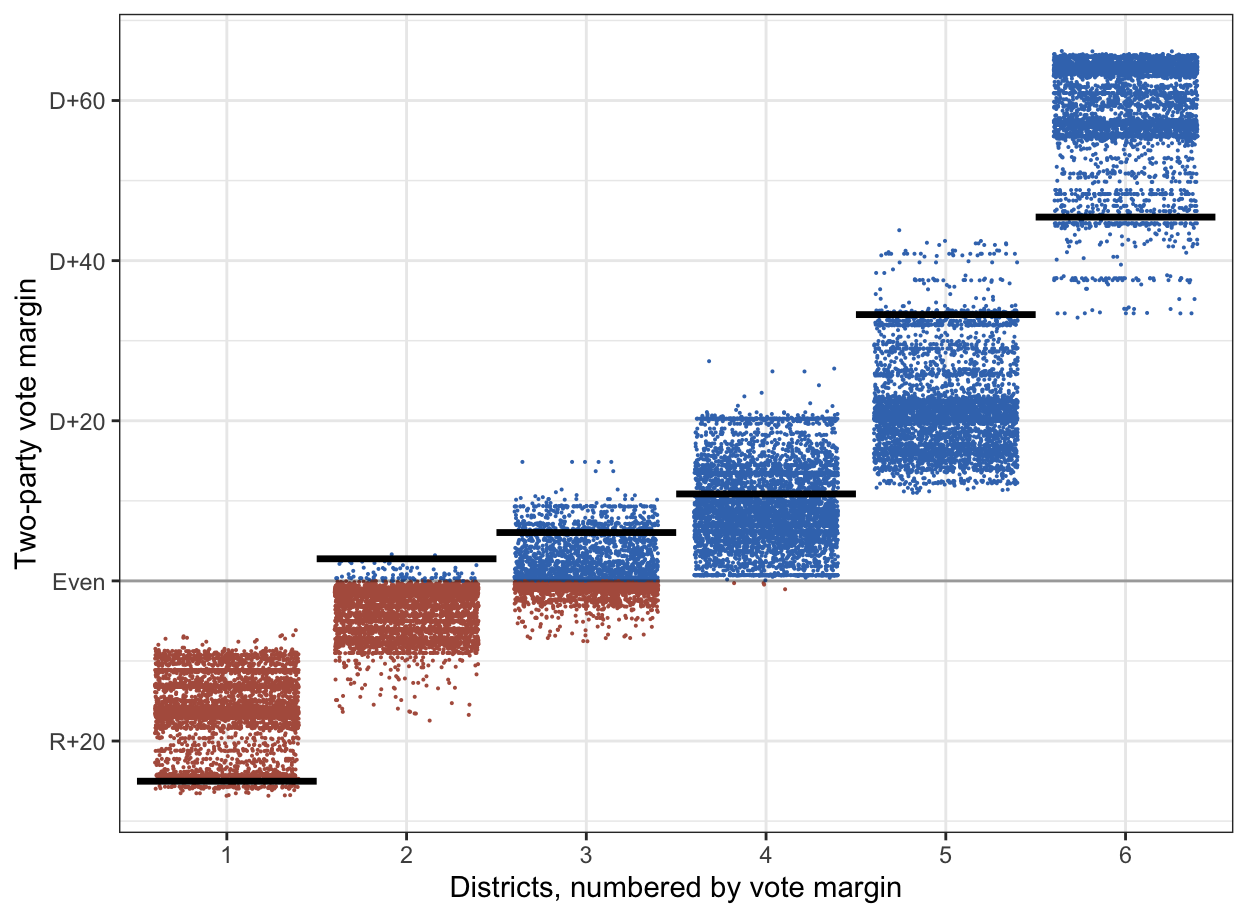 D+60
D+40
D+20
Even
R+20
Two-party vote margin
1 2 3 4 5 6
Districts, numbered by vote margin